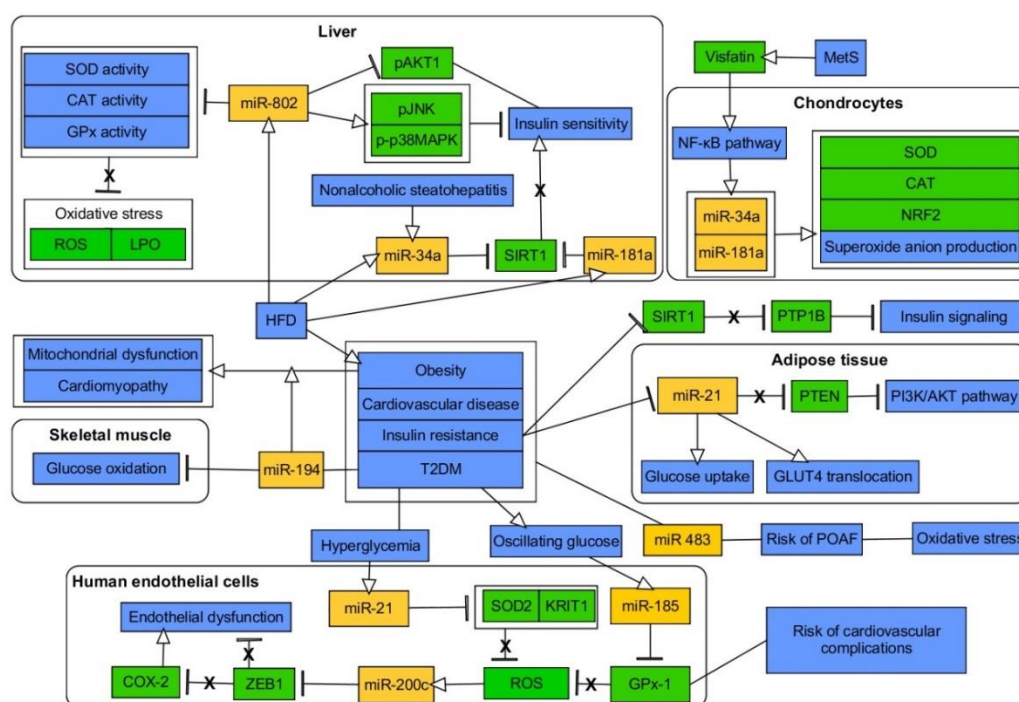 Liver
SOD activity
CAT activity
GPx activity
miR-802
pAKT1
pJNK
p-p38MAPK
Insulin sensitivity
X
Oxidative stress
ROS LPO
Nonalcoholic steatohepatitis
X
miR-34a
SIRT1
miR-181a
Visfatin
MetS
Chondrocytes
NF-κB pathway
miR-34a
miR-181a
SOD
CAT
NRF2
Superoxide anion production
HFD
SIRT1
X
PTP1B
Insulin signaling
Mitochondrial dysfunction
Cardiomyopathy
Obesity
Cardiovascular disease
Insulin resistance
T2DM
Adipose tissue
miR-21
X
PTEN
PI3K/AKT pathway
Glucose uptake
GLUT4 translocation
Skeletal muscle
Glucose oxidation
miR-194
Hyperglycemia
Oscillating glucose
miR 483
Risk of POAF
Oxidative stress
Human endothelial cells
Endothelial dysfunction
miR-21
SOD2 KRIT1
miR-185
Risk of cardiovascular
complications
X
X
COX-2
X
ZEB1
miR-200c
ROS
X
GPx-1